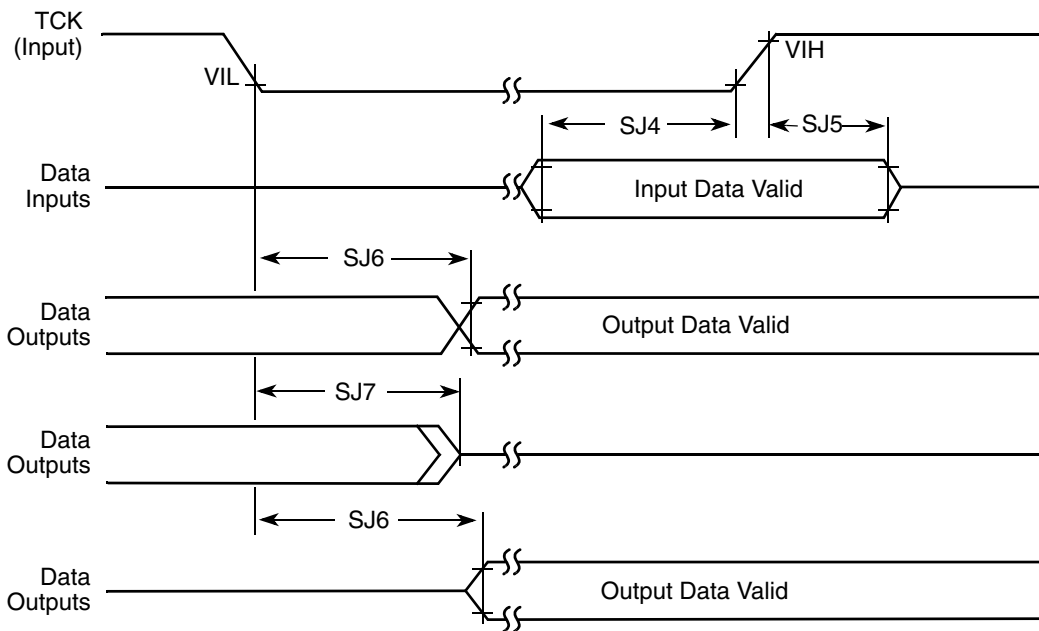 TCK
(Input)
VIL
VIH
SJ4
SJ5
Data
Inputs
Input Data Valid
SJ6
Data
Outputs
Output Data Valid
SJ7
Data
Outputs
SJ6
Data
Outputs
Output Data Valid